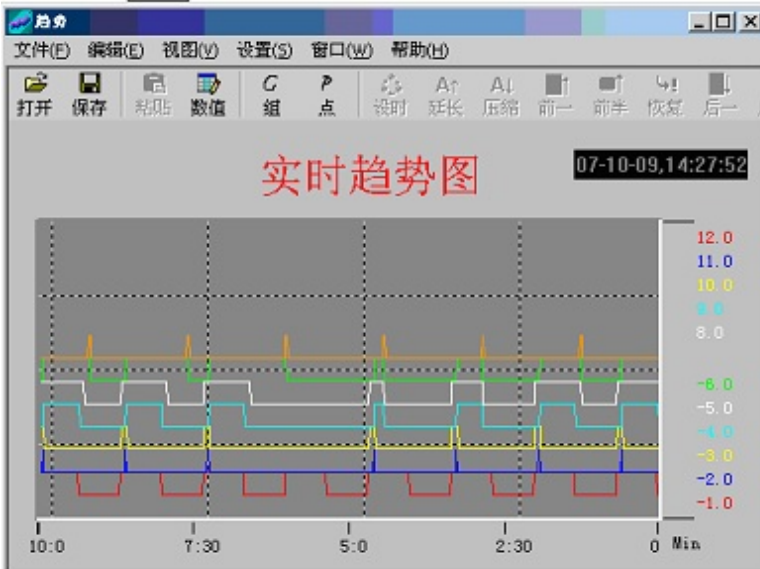 趋势
文件(F) 编辑(E) 视图(V) 设置(S) 窗口(W) 帮助(H)
打开 保存 粘贴 数值 组 点 设时 延长 压缩 前一 前半 恢复 后一
实时趋势图
07-10-09,14:27:52
12.0
11.0
10.0
9.0
8.0
-6.0
-5.0
-4.0
-3.0
-2.0
-1.0
10:0 7:30 5:0 2:30 0 Min